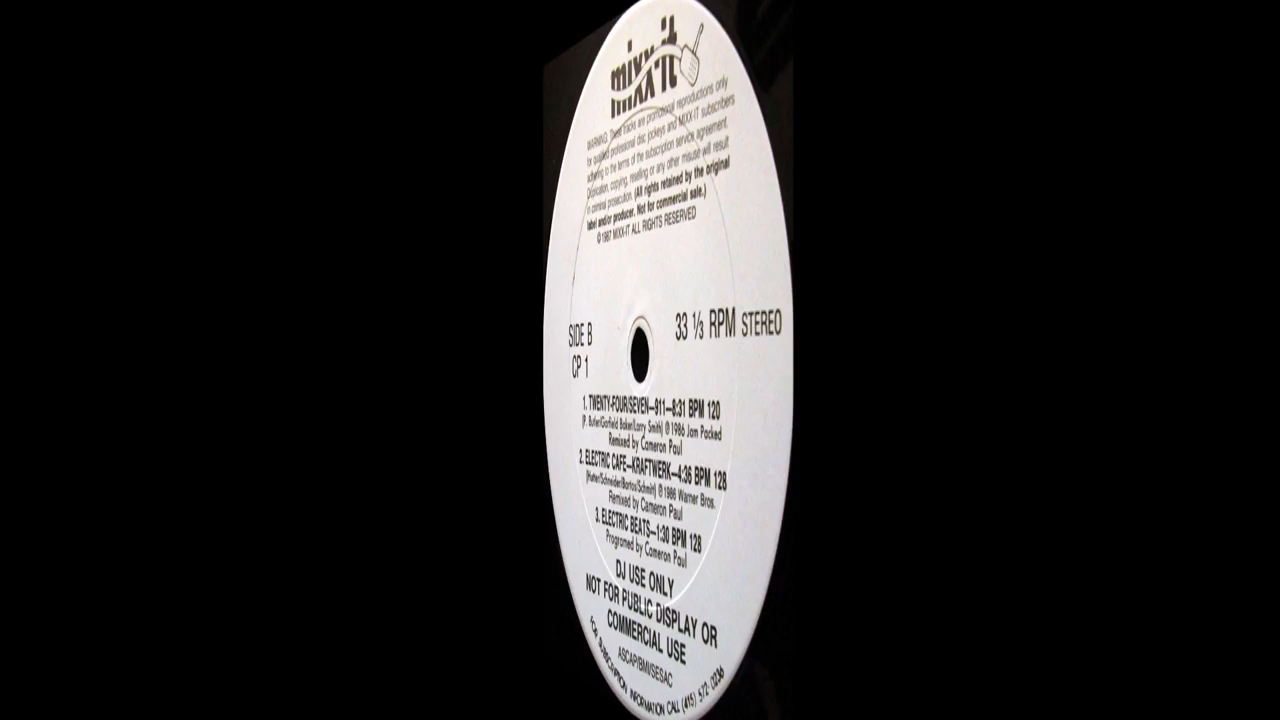 mixx-it
WARNING: These tracks are promotional reproductions only
for qualified professional disc jockeys and MIXX-IT subscribers
adhering to the terms of the subscription service agreement.
Duplication, copying, reselling or any other misuse will result
in criminal prosecution. (All rights retained by the original
label and/or producer. Not for commercial sale.)
©1987 MIXX-IT ALL RIGHTS RESERVED
SIDE B
CP 1
33 ⅓ RPM STEREO
1. TWENTY-FOUR/SEVEN—911—8:31 BPM 120
(P. Butler/Garfield Baker/Larry Smith) ℗1986 Jam Packed
Remixed by Cameron Paul
2. ELECTRIC CAFE—KRAFTWERK—4:36 BPM 128
(Hutter/Schneider/Bartos/Schmitt) ℗1986 Warner Bros.
Remixed by Cameron Paul
3. ELECTRIC BEATS—1:30 BPM 128
Programed by Cameron Paul
DJ USE ONLY
NOT FOR PUBLIC DISPLAY OR
COMMERCIAL USE
ASCAP/BMI/SESAC
FOR SUBSCRIPTION INFORMATION CALL (415) 572-0236